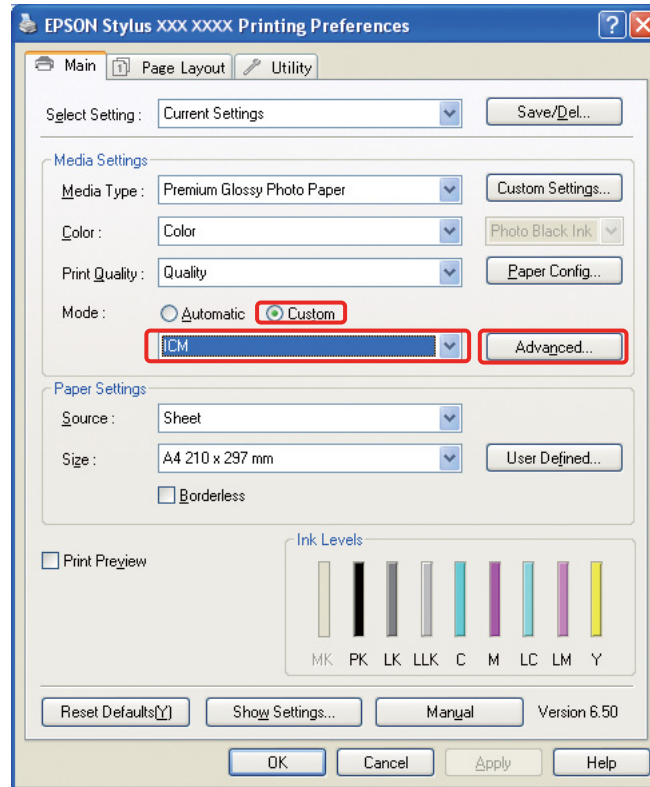 EPSON Stylus XXX XXXX Printing Preferences
Main Page Layout Utility
Select Setting : Current Settings Save/Del...
Media Settings
Media Type : Premium Glossy Photo Paper Custom Settings...
Color : Color Photo Black Ink
Print Quality : Quality Paper Config...
Mode : Automatic Custom
ICM Advanced...
Paper Settings
Source : Sheet
Size : A4 210 x 297 mm User Defined...
Borderless
Ink Levels
Print Preview
MK PK LK LLK C M LC LM Y
Reset Defaults(Y) Show Settings... Manual Version 6.50
OK Cancel Apply Help